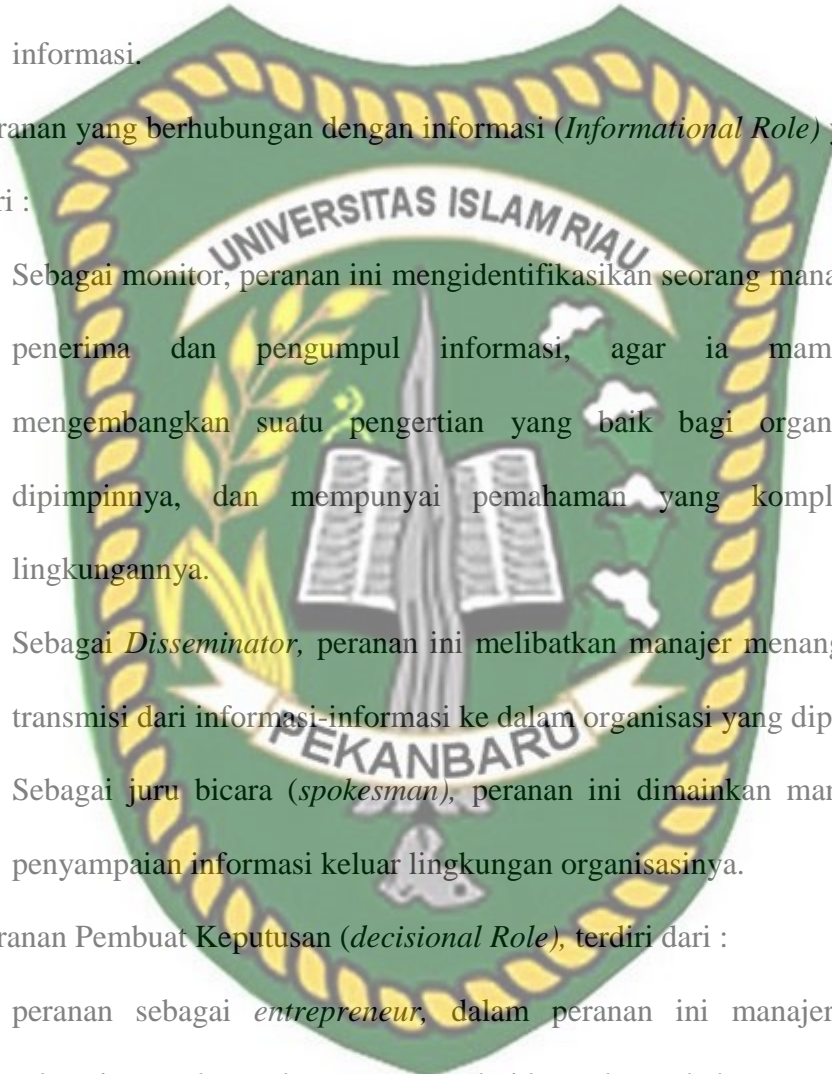 informasi.
ranan yang berhubungan dengan informasi (Informational Role)
ri :
UNIVERSITAS ISLAM RIAU
Sebagai monitor, peranan ini mengidentifikasikan seorang mana
penerima dan pengumpul informasi, agar ia mam
mengembangkan suatu pengertian yang baik bagi organ
dipimpinnya, dan mempunyai pemahaman yang kompl
lingkungannya.
Sebagai Disseminator, peranan ini melibatkan manajer menang
transmisi dari informasi-informasi ke dalam organisasi yang dip
PEKANBARU
Sebagai juru bicara (spokesman), peranan ini dimainkan man
penyampaian informasi keluar lingkungan organisasinya.
ranan Pembuat Keputusan (decisional Role), terdiri dari :
peranan sebagai entrepreneur, dalam peranan ini manajer